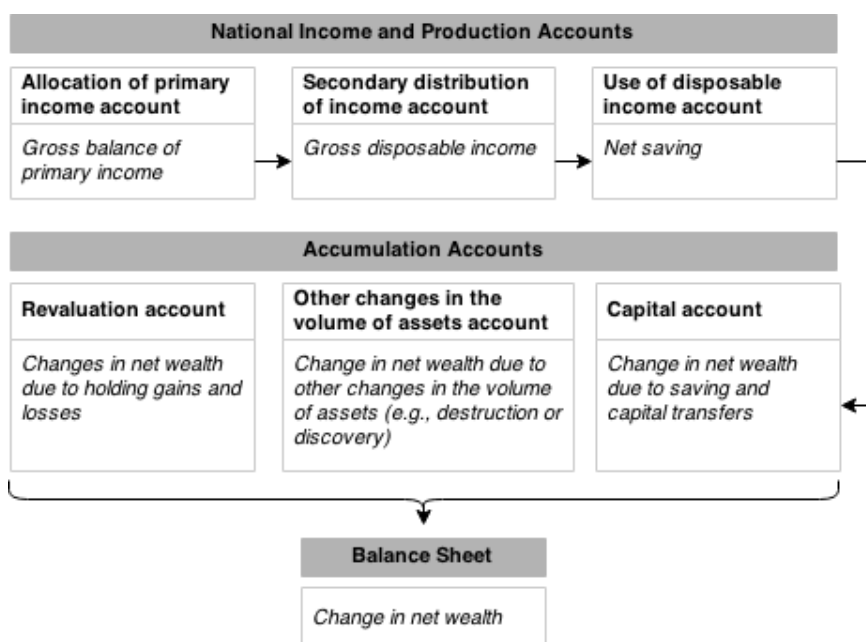 National Income and Production Accounts
Allocation of primary
income account
Gross balance of
primary income
Secondary distribution
of income account
Gross disposable income
Use of disposable
income account
Net saving
Accumulation Accounts
Revaluation account
Changes in net wealth
due to holding gains and
losses
Other changes in the
volume of assets account
Change in net wealth due to
other changes in the volume
of assets (e.g., destruction or
discovery)
Capital account
Change in net wealth
due to saving and
capital transfers
Balance Sheet
Change in net wealth